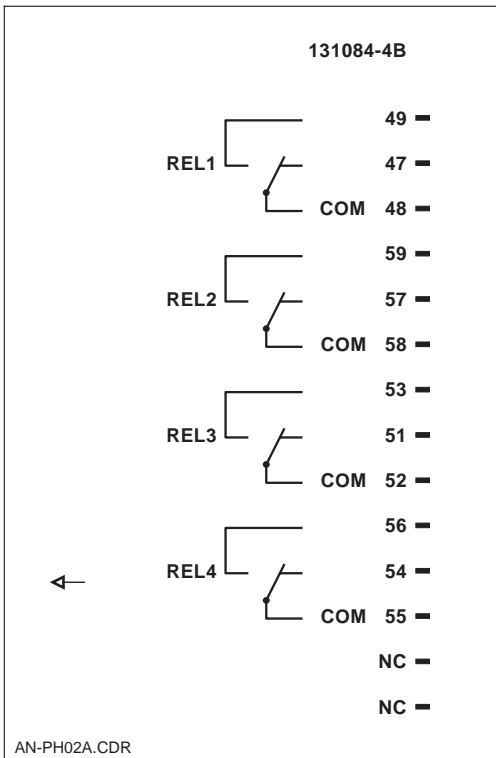 131084-4B
49
REL1 47
COM 48
59
REL2 57
COM 58
53
REL3 51
COM 52
56
REL4 54
COM 55
NC
NC
AN-PH02A.CDR